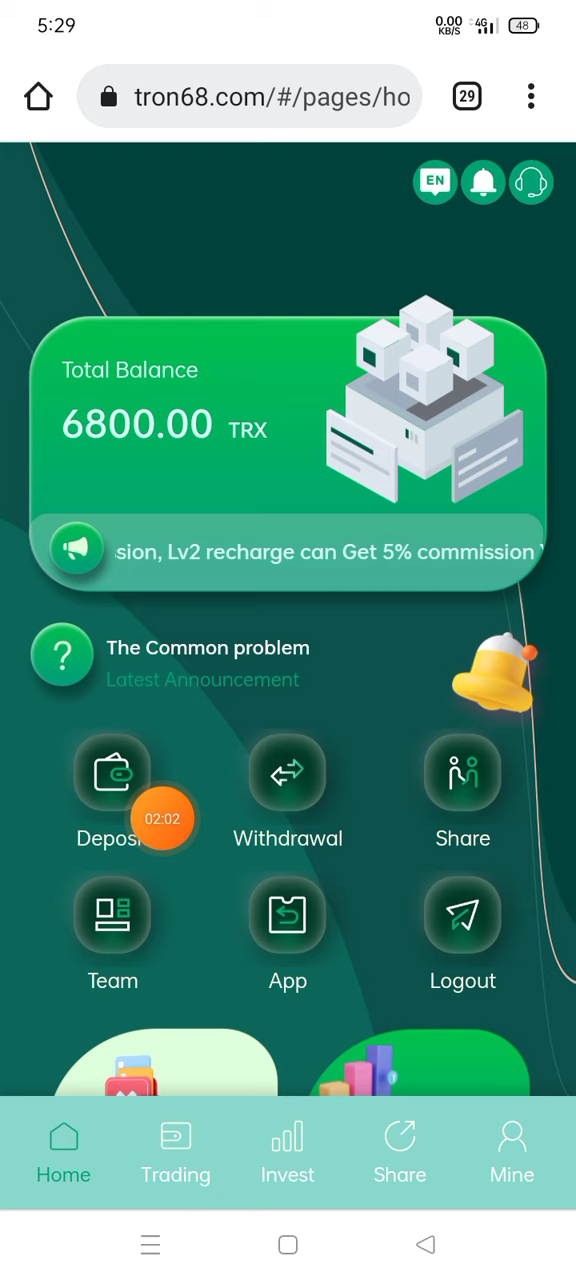 5:29
0.00
KB/S
4G
48
tron68.com/#/pages/ho
29
EN
Total Balance
6800.00 TRX
sion, Lv2 recharge can Get 5% commission
?
The Common problem
Latest Announcement
02:02
Withdrawal
Share
Team
App
Logout
Home
Trading
Invest
Share
Mine